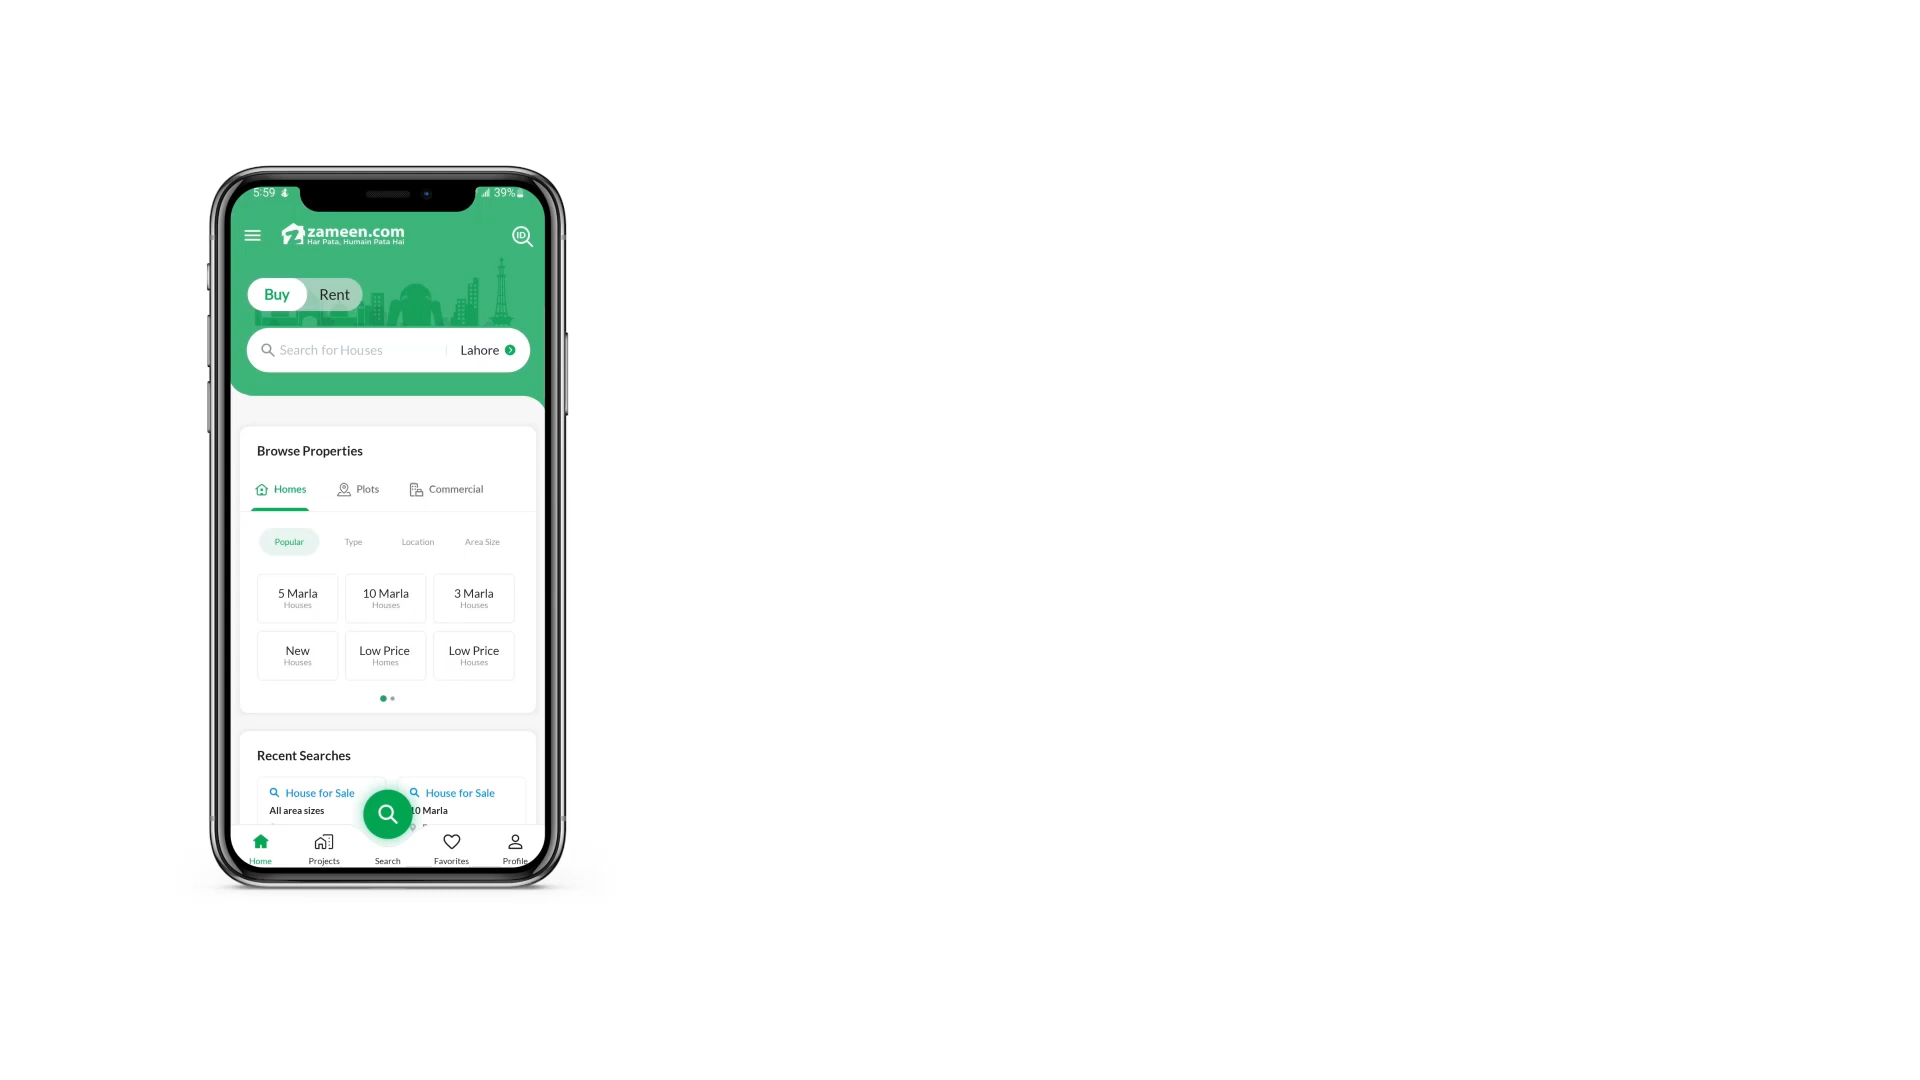 5:59 39%
zameen.com
Har Pata, Humain Pata Hai
ID
Buy Rent
Search for Houses Lahore
Browse Properties
Homes Plots Commercial
Popular Type Location Area Size
5 Marla 10 Marla 3 Marla
Houses Houses Houses
New Low Price Low Price
Houses Homes Houses
Recent Searches
House for Sale House for Sale
All area sizes 10 Marla
Home Projects Search Favorites Profile